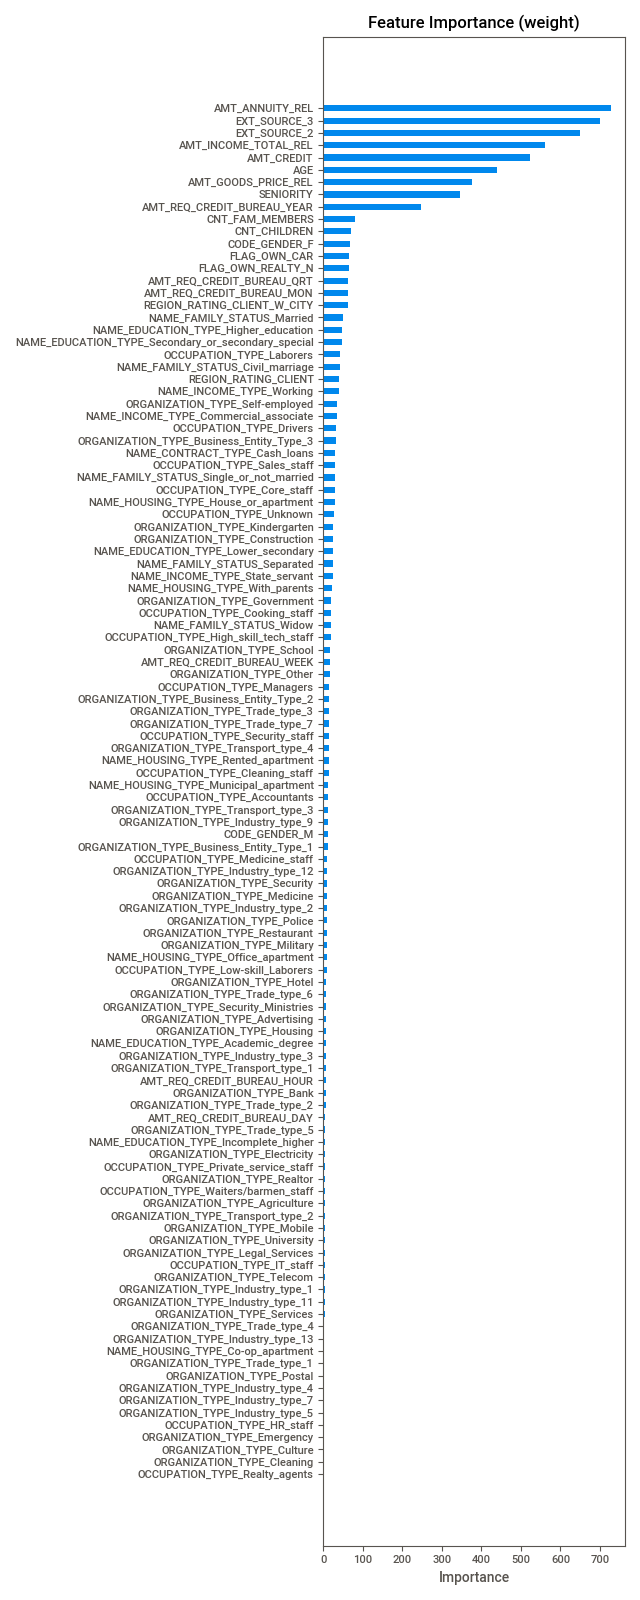 Feature Importance (weight)
AMT_ANNUITY_REL
EXT_SOURCE_3
EXT_SOURCE_2
AMT_INCOME_TOTAL_REL
AMT_CREDIT
AGE
AMT_GOODS_PRICE_REL
SENIORITY
AMT_REQ_CREDIT_BUREAU_YEAR
CNT_FAM_MEMBERS
CNT_CHILDREN
CODE_GENDER_F
FLAG_OWN_CAR
FLAG_OWN_REALTY_N
AMT_REQ_CREDIT_BUREAU_QRT
AMT_REQ_CREDIT_BUREAU_MON
REGION_RATING_CLIENT_W_CITY
NAME_FAMILY_STATUS_Married
NAME_EDUCATION_TYPE_Higher_education
NAME_EDUCATION_TYPE_Secondary_or_secondary_special
OCCUPATION_TYPE_Laborers
NAME_FAMILY_STATUS_Civil_marriage
REGION_RATING_CLIENT
NAME_INCOME_TYPE_Working
ORGANIZATION_TYPE_Self-employed
NAME_INCOME_TYPE_Commercial_associate
OCCUPATION_TYPE_Drivers
ORGANIZATION_TYPE_Business_Entity_Type_3
NAME_CONTRACT_TYPE_Cash_loans
OCCUPATION_TYPE_Sales_staff
NAME_FAMILY_STATUS_Single_or_not_married
OCCUPATION_TYPE_Core_staff
NAME_HOUSING_TYPE_House_or_apartment
OCCUPATION_TYPE_Unknown
ORGANIZATION_TYPE_Kindergarten
ORGANIZATION_TYPE_Construction
NAME_EDUCATION_TYPE_Lower_secondary
NAME_FAMILY_STATUS_Separated
NAME_INCOME_TYPE_State_servant
NAME_HOUSING_TYPE_With_parents
ORGANIZATION_TYPE_Government
OCCUPATION_TYPE_Cooking_staff
NAME_FAMILY_STATUS_Widow
OCCUPATION_TYPE_High_skill_tech_staff
ORGANIZATION_TYPE_School
AMT_REQ_CREDIT_BUREAU_WEEK
ORGANIZATION_TYPE_Other
OCCUPATION_TYPE_Managers
ORGANIZATION_TYPE_Business_Entity_Type_2
ORGANIZATION_TYPE_Trade_type_3
ORGANIZATION_TYPE_Trade_type_7
OCCUPATION_TYPE_Security_staff
ORGANIZATION_TYPE_Transport_type_4
NAME_HOUSING_TYPE_Rented_apartment
OCCUPATION_TYPE_Cleaning_staff
NAME_HOUSING_TYPE_Municipal_apartment
OCCUPATION_TYPE_Accountants
ORGANIZATION_TYPE_Transport_type_3
ORGANIZATION_TYPE_Industry_type_9
CODE_GENDER_M
ORGANIZATION_TYPE_Business_Entity_Type_1
OCCUPATION_TYPE_Medicine_staff
ORGANIZATION_TYPE_Industry_type_12
ORGANIZATION_TYPE_Security
ORGANIZATION_TYPE_Medicine
ORGANIZATION_TYPE_Industry_type_2
ORGANIZATION_TYPE_Police
ORGANIZATION_TYPE_Restaurant
ORGANIZATION_TYPE_Military
NAME_HOUSING_TYPE_Office_apartment
OCCUPATION_TYPE_Low-skill_Laborers
ORGANIZATION_TYPE_Hotel
ORGANIZATION_TYPE_Trade_type_6
ORGANIZATION_TYPE_Security_Ministries
ORGANIZATION_TYPE_Advertising
ORGANIZATION_TYPE_Housing
NAME_EDUCATION_TYPE_Academic_degree
ORGANIZATION_TYPE_Industry_type_3
ORGANIZATION_TYPE_Transport_type_1
AMT_REQ_CREDIT_BUREAU_HOUR
ORGANIZATION_TYPE_Bank
ORGANIZATION_TYPE_Trade_type_2
AMT_REQ_CREDIT_BUREAU_DAY
ORGANIZATION_TYPE_Trade_type_5
NAME_EDUCATION_TYPE_Incomplete_higher
ORGANIZATION_TYPE_Electricity
OCCUPATION_TYPE_Private_service_staff
ORGANIZATION_TYPE_Realtor
OCCUPATION_TYPE_Waiters/barmen_staff
ORGANIZATION_TYPE_Agriculture
ORGANIZATION_TYPE_Transport_type_2
ORGANIZATION_TYPE_Mobile
ORGANIZATION_TYPE_University
ORGANIZATION_TYPE_Legal_Services
OCCUPATION_TYPE_IT_staff
ORGANIZATION_TYPE_Telecom
ORGANIZATION_TYPE_Industry_type_1
ORGANIZATION_TYPE_Industry_type_11
ORGANIZATION_TYPE_Services
ORGANIZATION_TYPE_Trade_type_4
ORGANIZATION_TYPE_Industry_type_13
NAME_HOUSING_TYPE_Co-op_apartment
ORGANIZATION_TYPE_Trade_type_1
ORGANIZATION_TYPE_Postal
ORGANIZATION_TYPE_Industry_type_4
ORGANIZATION_TYPE_Industry_type_7
ORGANIZATION_TYPE_Industry_type_5
OCCUPATION_TYPE_HR_staff
ORGANIZATION_TYPE_Emergency
ORGANIZATION_TYPE_Culture
ORGANIZATION_TYPE_Cleaning
OCCUPATION_TYPE_Realty_agents
0 100 200 300 400 500 600 700
Importance